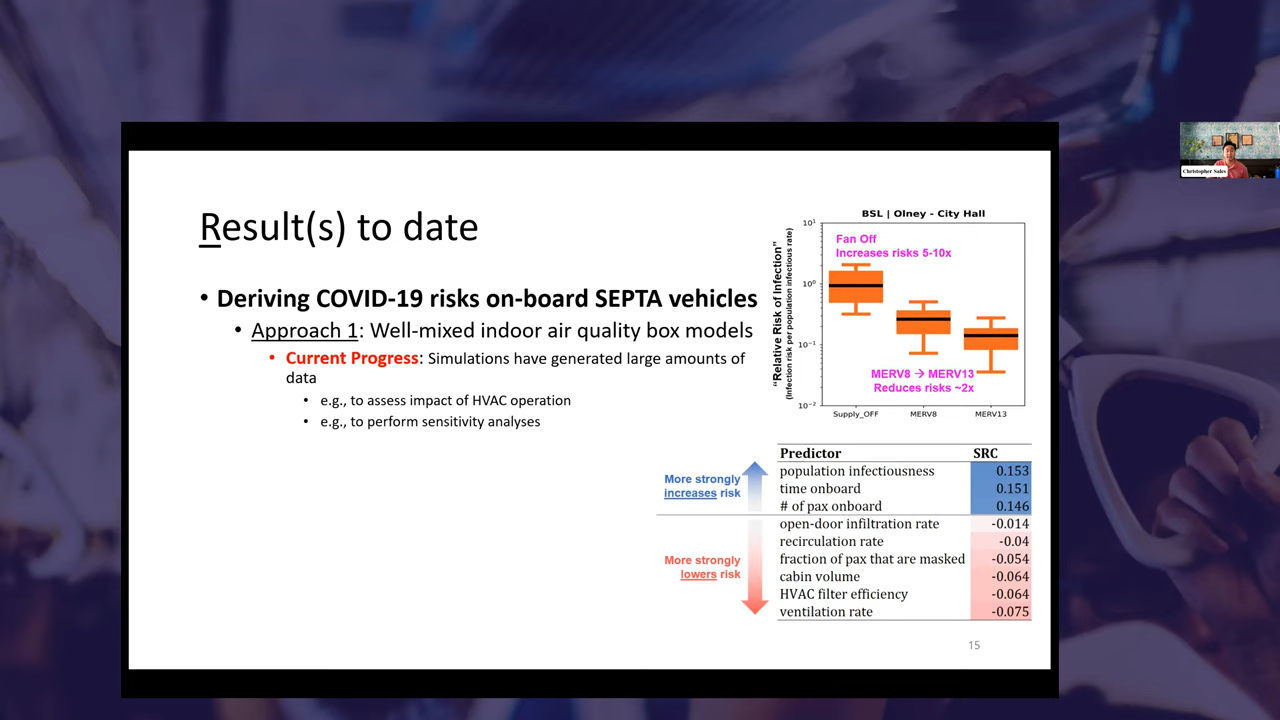 Result(s) to date
• Deriving COVID-19 risks on-board SEPTA vehicles
• Approach 1: Well-mixed indoor air quality box models
• Current Progress: Simulations have generated large amounts of
data
• e.g., to assess impact of HVAC operation
• e.g., to perform sensitivity analyses
BSL | Olney - City Hall
"Relative Risk of Infection"
(Infection risk per population infectious rate)
10¹
10⁰
10⁻¹
10⁻²
Fan Off
Increases risks 5-10x
MERV8 → MERV13
Reduces risks ~2x
Supply_OFF MERV8 MERV13
Predictor SRC
population infectiousness 0.153
time onboard 0.151
# of pax onboard 0.146
open-door infiltration rate -0.014
recirculation rate -0.04
fraction of pax that are masked -0.054
cabin volume -0.064
HVAC filter efficiency -0.064
ventilation rate -0.075
More strongly
increases risk
More strongly
lowers risk
15
Christopher Sales